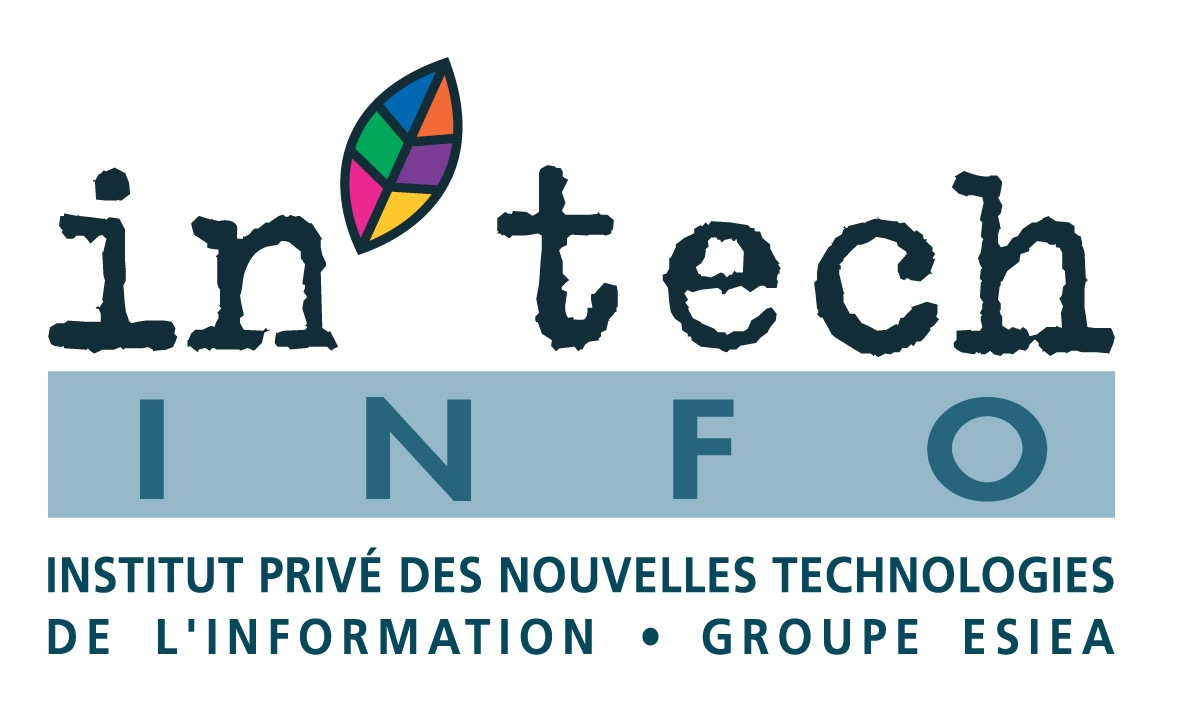 in'tech
INFO
INSTITUT PRIVÉ DES NOUVELLES TECHNOLOGIES
DE L'INFORMATION • GROUPE ESIEA